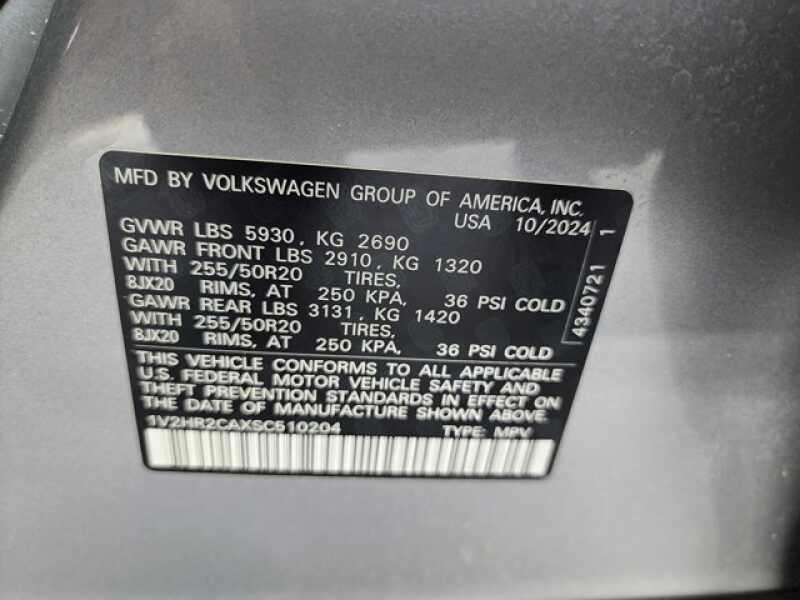 MFD BY VOLKSWAGEN GROUP OF AMERICA, INC.
USA 10/2024
GVWR LBS 5930, KG 2690
GAWR FRONT LBS 2910, KG 1320
WITH 255/50R20 TIRES,
8JX20 RIMS, AT 250 KPA, 36 PSI COLD
GAWR REAR LBS 3131, KG 1420
WITH 255/50R20 TIRES,
8JX20 RIMS, AT 250 KPA, 36 PSI COLD
THIS VEHICLE CONFORMS TO ALL APPLICABLE
U.S. FEDERAL MOTOR VEHICLE SAFETY AND
THEFT PREVENTION STANDARDS IN EFFECT ON
THE DATE OF MANUFACTURE SHOWN ABOVE.
1V2HR2CAXSC510204 TYPE: MPV
4340721 1